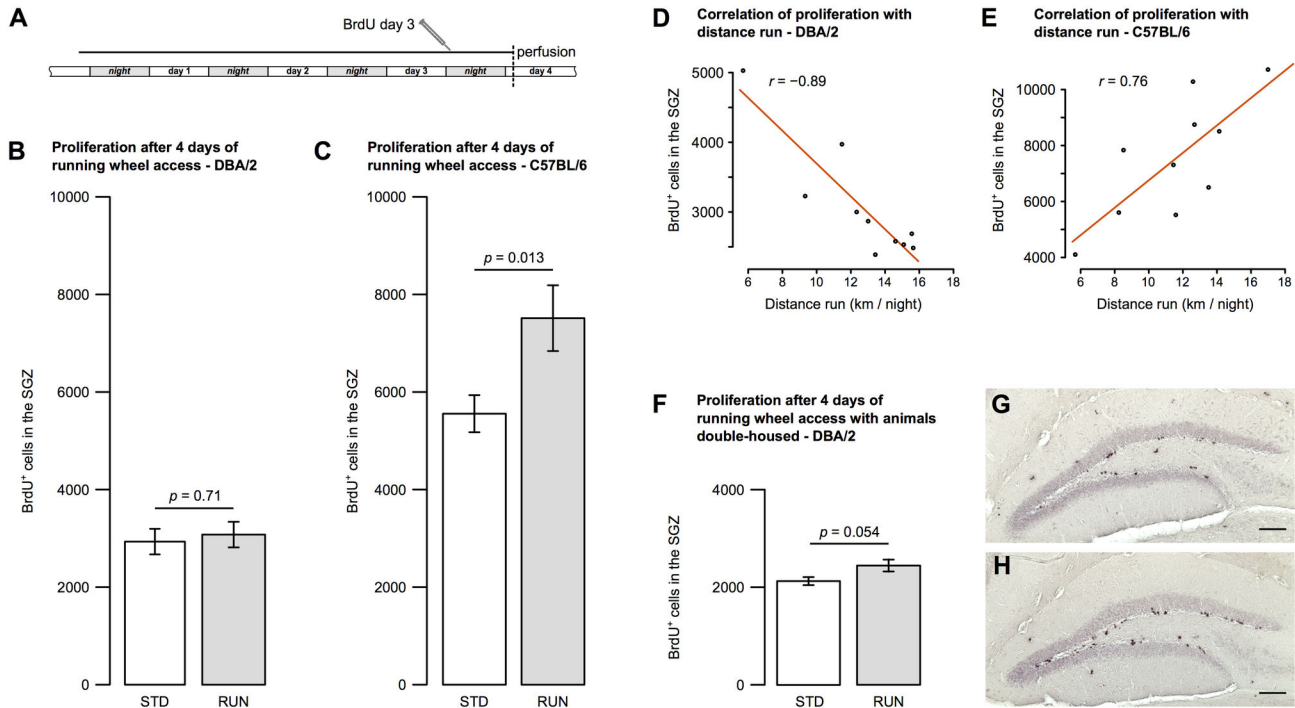 A
BrdU day 3
perfusion
night day 1 night day 2 night day 3 night day 4
B
Proliferation after 4 days of
running wheel access - DBA/2
BrdU⁺ cells in the SGZ
10000
8000
6000
4000
2000
0
p = 0.71
STD RUN
C
Proliferation after 4 days of
running wheel access - C57BL/6
BrdU⁺ cells in the SGZ
10000
8000
6000
4000
2000
0
p = 0.013
STD RUN
D
Correlation of proliferation with
distance run - DBA/2
BrdU⁺ cells in the SGZ
5000
4000
3000
r = −0.89
6 8 10 12 14 16 18
Distance run (km / night)
E
Correlation of proliferation with
distance run - C57BL/6
BrdU⁺ cells in the SGZ
10000
8000
6000
4000
r = 0.76
6 8 10 12 14 16 18
Distance run (km / night)
F
Proliferation after 4 days of
running wheel access with animals
double-housed - DBA/2
BrdU⁺ cells in the SGZ
4000
2000
0
p = 0.054
STD RUN
G
H